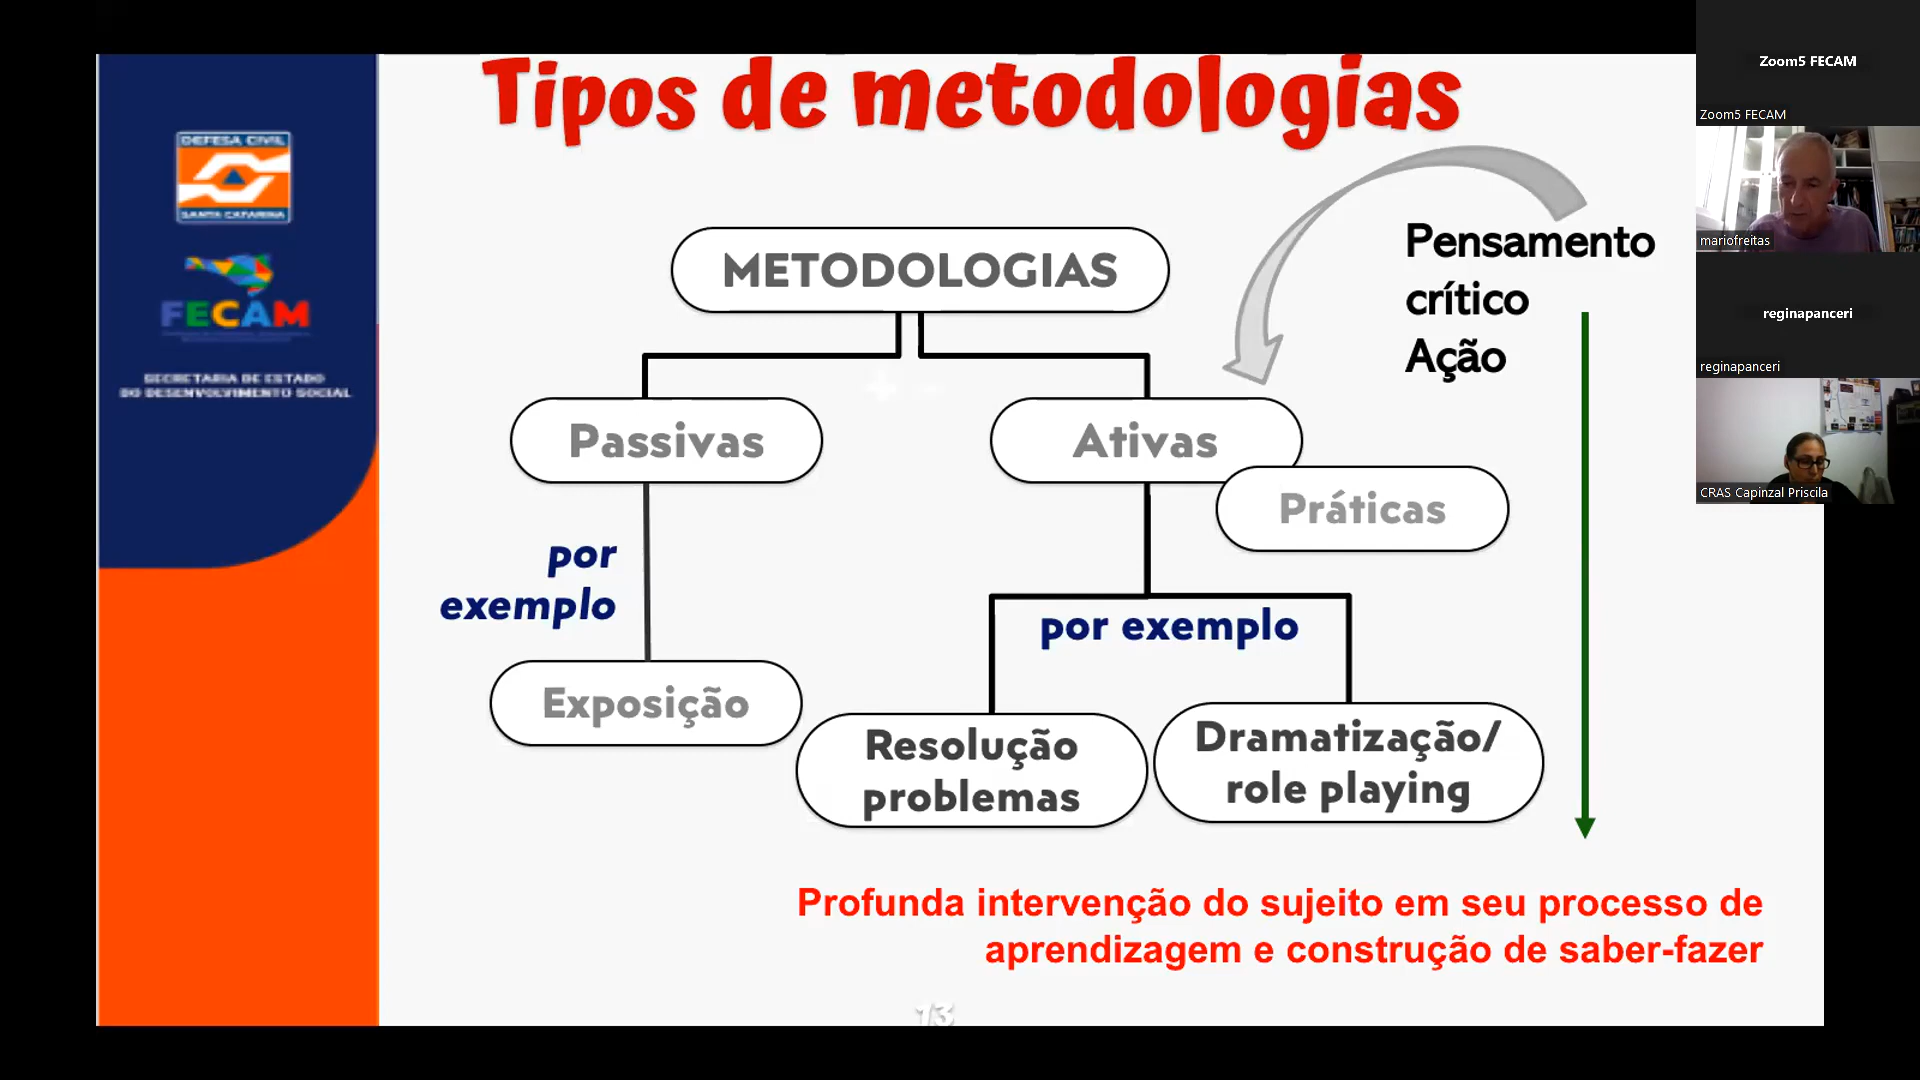 Tipos de metodologias
DEFESA CIVIL
SANTA CATARINA
FECAM
SECRETARIA DE ESTADO
DO DESENVOLVIMENTO SOCIAL
METODOLOGIAS
Pensamento
crítico
Ação
Passivas
Ativas
Práticas
por
exemplo
por exemplo
Exposição
Resolução
problemas
Dramatização/
role playing
Profunda intervenção do sujeito em seu processo de
aprendizagem e construção de saber-fazer
13
Zoom5 FECAM
Zoom5 FECAM
mariofreitas
reginapanceri
reginapanceri
CRAS Capinzal Priscila